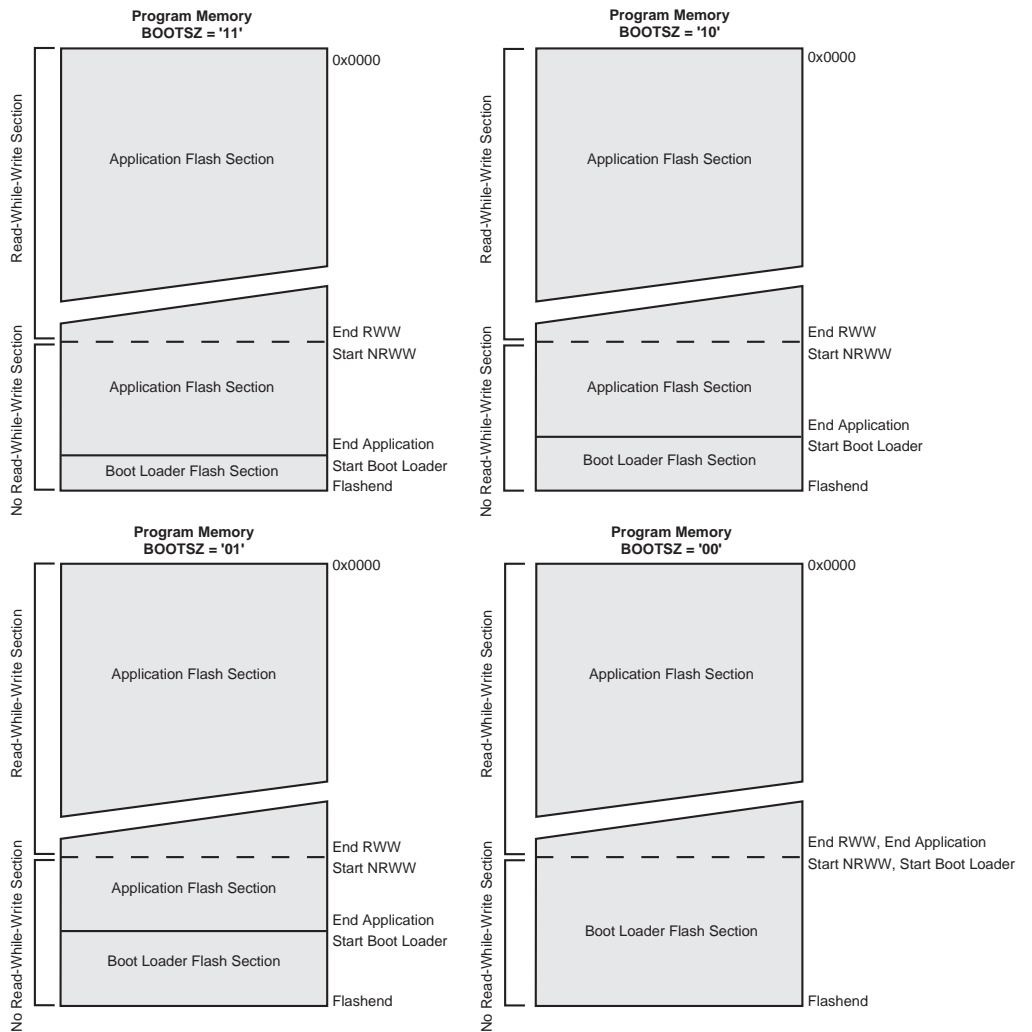 Program Memory
BOOTSZ = '11'
0x0000
Read-While-Write Section
Application Flash Section
End RWW
Start NRWW
No Read-While-Write Section
Application Flash Section
End Application
Start Boot Loader
Boot Loader Flash Section
Flashend
Program Memory
BOOTSZ = '10'
0x0000
Read-While-Write Section
Application Flash Section
End RWW
Start NRWW
No Read-While-Write Section
Application Flash Section
End Application
Start Boot Loader
Boot Loader Flash Section
Flashend
Program Memory
BOOTSZ = '01'
0x0000
Read-While-Write Section
Application Flash Section
End RWW
Start NRWW
No Read-While-Write Section
Application Flash Section
End Application
Start Boot Loader
Boot Loader Flash Section
Flashend
Program Memory
BOOTSZ = '00'
0x0000
Read-While-Write Section
Application Flash Section
End RWW, End Application
Start NRWW, Start Boot Loader
No Read-While-Write Section
Boot Loader Flash Section
Flashend